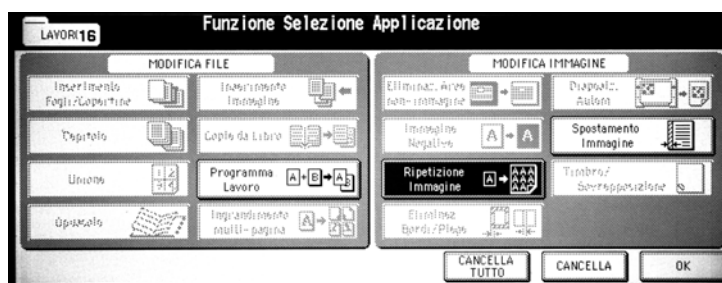 Funzione Selezione Applicazione
LAVORI 16
MODIFICA FILE
Inserimento
Fogli/Copertine
Inserimento
Immagine
Capitolo
Copie da Libro
Unione
Programma
Lavoro
Opuscolo
Ingrandimento
multi-pagina
MODIFICA IMMAGINE
Eliminaz. Aree
non-immagine
Disposiz.
Autom
Immagine
Negativo
Spostamento
Immagine
Ripetizione
Immagine
Timbro/
Sovrapposizione
Eliminaz
Bordi/Piega
CANCELLA
TUTTO
CANCELLA
OK